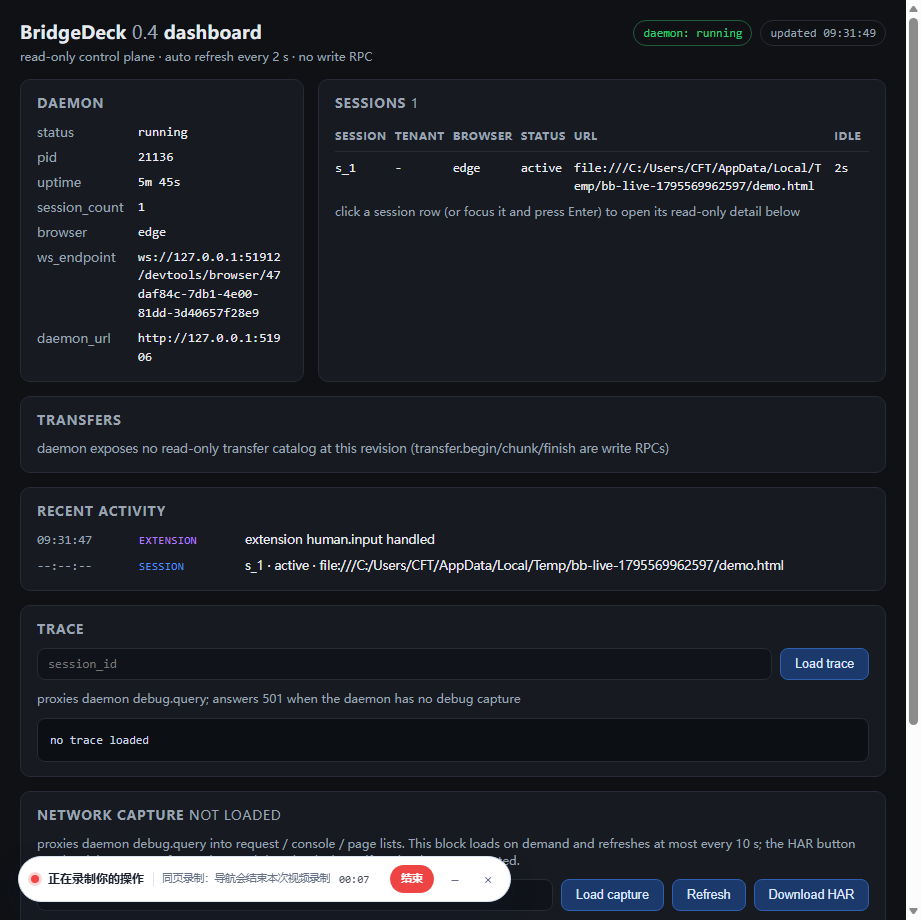 BridgeDeck 0.4 dashboard
daemon: running
updated 09:31:49
read-only control plane · auto refresh every 2 s · no write RPC
DAEMON
status running
pid 21136
uptime 5m 45s
session_count 1
browser edge
ws_endpoint ws://127.0.0.1:51912
/devtools/browser/47
daf84c-7db1-4e00-
81dd-3d40657f28e9
daemon_url http://127.0.0.1:519
06
SESSIONS 1
SESSION TENANT BROWSER STATUS URL IDLE
s_1 - edge active file:///C:/Users/CFT/AppData/Local/T 2s
emp/bb-live-1795569962597/demo.html
click a session row (or focus it and press Enter) to open its read-only detail below
TRANSFERS
daemon exposes no read-only transfer catalog at this revision (transfer.begin/chunk/finish are write RPCs)
RECENT ACTIVITY
09:31:47 EXTENSION extension human.input handled
--:--:-- SESSION s_1 · active · file:///C:/Users/CFT/AppData/Local/Temp/bb-live-1795569962597/demo.html
TRACE
session_id
Load trace
proxies daemon debug.query; answers 501 when the daemon has no debug capture
no trace loaded
NETWORK CAPTURE NOT LOADED
proxies daemon debug.query into request / console / page lists. This block loads on demand and refreshes at most every 10 s; the HAR button
正在录制你的操作 同页录制：导航会结束本次视频录制 00:07 结束 – ×
Load capture
Refresh
Download HAR